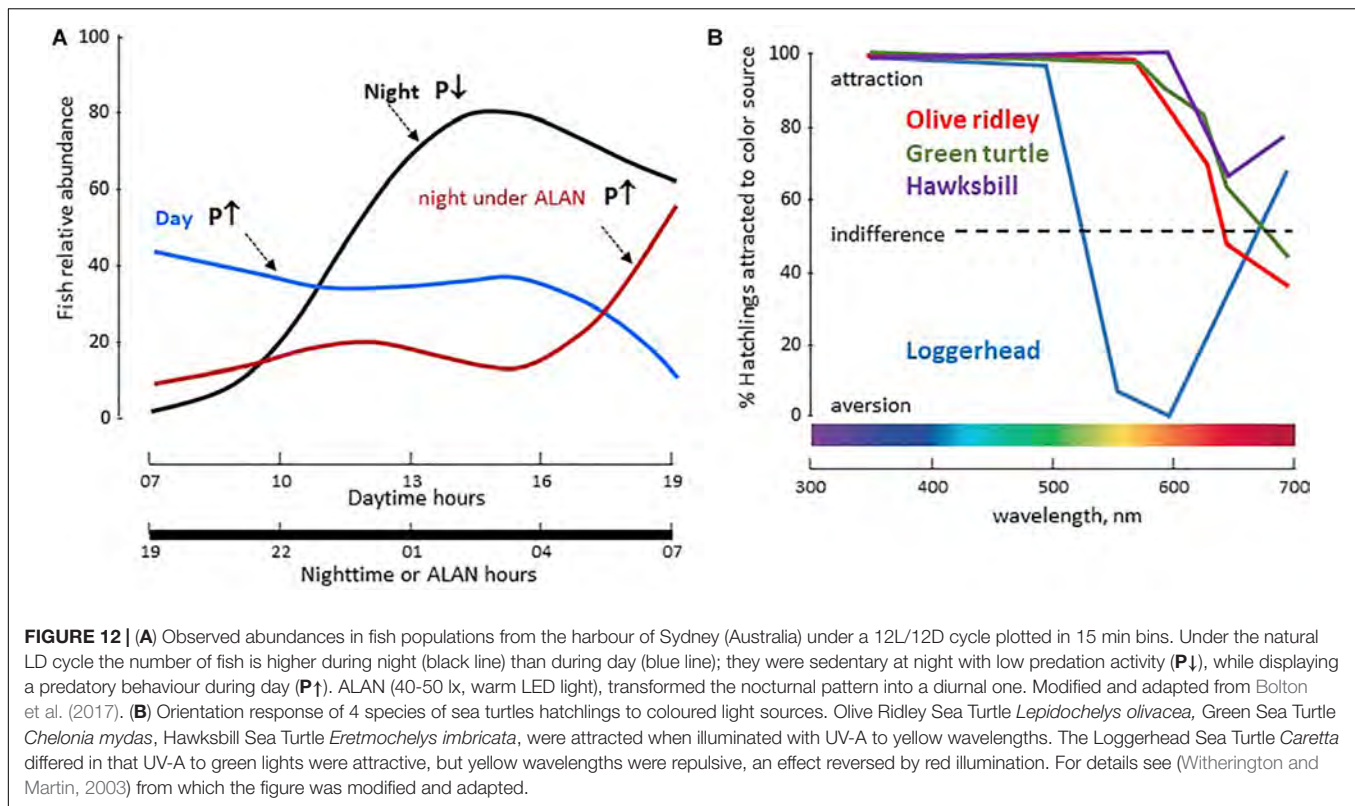 A
100
80
60
40
20
0
Fish relative abundance
Night P↓
Day P↑
night under ALAN P↑
07 10 13 16 19
Daytime hours
19 22 01 04 07
Nighttime or ALAN hours
B
100
80
60
40
20
0
% Hatchlings attracted to color source
attraction
Olive ridley
Green turtle
Hawksbill
indifference
Loggerhead
aversion
300 400 500 600 700
wavelength, nm
FIGURE 12 | (A) Observed abundances in fish populations from the harbour of Sydney (Australia) under a 12L/12D cycle plotted in 15 min bins. Under the natural
LD cycle the number of fish is higher during night (black line) than during day (blue line); they were sedentary at night with low predation activity (P↓), while displaying
a predatory behaviour during day (P↑). ALAN (40-50 lx, warm LED light), transformed the nocturnal pattern into a diurnal one. Modified and adapted from Bolton
et al. (2017). (B) Orientation response of 4 species of sea turtles hatchlings to coloured light sources. Olive Ridley Sea Turtle Lepidochelys olivacea, Green Sea Turtle
Chelonia mydas, Hawksbill Sea Turtle Eretmochelys imbricata, were attracted when illuminated with UV-A to yellow wavelengths. The Loggerhead Sea Turtle Caretta
differed in that UV-A to green lights were attractive, but yellow wavelengths were repulsive, an effect reversed by red illumination. For details see (Witherington and
Martin, 2003) from which the figure was modified and adapted.